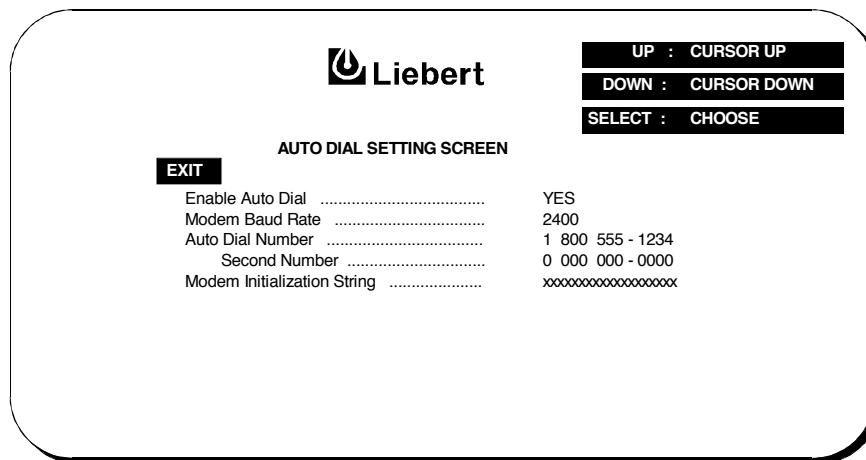 Liebert
UP : CURSOR UP
DOWN : CURSOR DOWN
SELECT : CHOOSE
AUTO DIAL SETTING SCREEN
EXIT
Enable Auto Dial ..................................... YES
Modem Baud Rate .................................. 2400
Auto Dial Number ................................... 1 800 555 - 1234
Second Number ............................... 0 000 000 - 0000
Modem Initialization String ..................... xxxxxxxxxxxxxxxxxxx